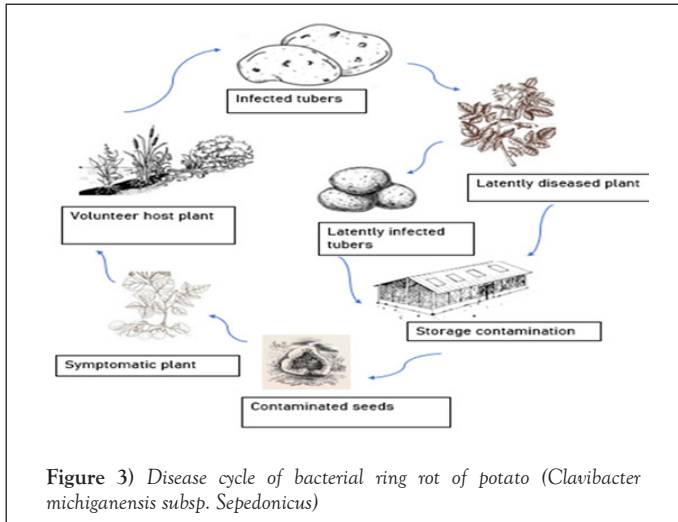 Infected tubers
Latently diseased plant
Volunteer host plant
Latently infected
tubers
Storage contamination
Symptomatic plant
Contaminated seeds
Figure 3) Disease cycle of bacterial ring rot of potato (Clavibacter
michiganensis subsp. Sepedonicus)